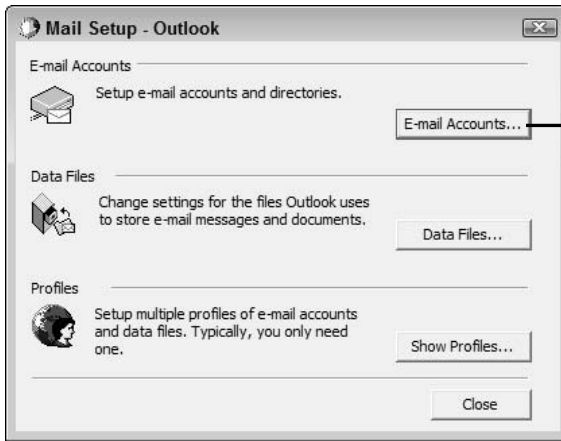 Mail Setup - Outlook
E-mail Accounts
Setup e-mail accounts and directories.
E-mail Accounts...
Data Files
Change settings for the files Outlook uses
to store e-mail messages and documents.
Data Files...
Profiles
Setup multiple profiles of e-mail accounts
and data files. Typically, you only need
one.
Show Profiles...
Close